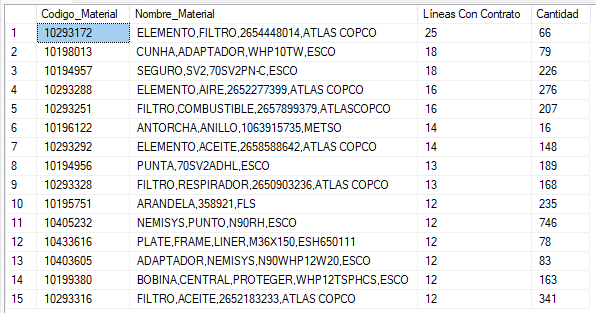 Codigo_Material Nombre_Material Líneas Con Contrato Cantidad
1 10293172 ELEMENTO,FILTRO,2654448014,ATLAS COPCO 25 66
2 10198013 CUNHA,ADAPTADOR,WHP10TW,ESCO 18 79
3 10194957 SEGURO,SV2,70SV2PN-C,ESCO 18 226
4 10293288 ELEMENTO,AIRE,2652277399,ATLAS COPCO 16 276
5 10293251 FILTRO,COMBUSTIBLE,2657899379,ATLASCOPCO 16 207
6 10196122 ANTORCHA,ANILLO,1063915735,METSO 14 16
7 10293292 ELEMENTO,ACEITE,2658588642,ATLAS COPCO 14 148
8 10194956 PUNTA,70SV2ADHL,ESCO 13 189
9 10293328 FILTRO,RESPIRADOR,2650903236,ATLAS COPCO 13 168
10 10195751 ARANDELA,358921,FLS 12 235
11 10405232 NEMISYS,PUNTO,N90RH,ESCO 12 746
12 10433616 PLATE,FRAME,LINER,M36X150,ESH650111 12 78
13 10403605 ADAPTADOR,NEMISYS,N90WHP12W20,ESCO 12 83
14 10199380 BOBINA,CENTRAL,PROTEGER,WHP12TSPHCS,ESCO 12 163
15 10293316 FILTRO,ACEITE,2652183233,ATLAS COPCO 12 341